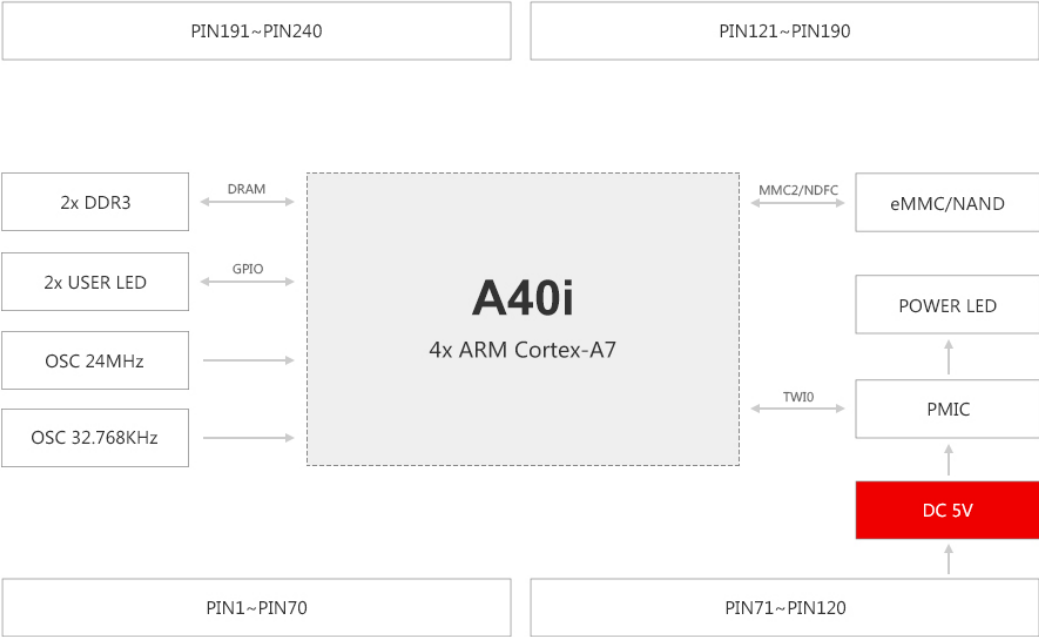 PIN191~PIN240
PIN121~PIN190
2x DDR3
DRAM
MMC2/NDFC
eMMC/NAND
2x USER LED
GPIO
A40i
4x ARM Cortex-A7
POWER LED
OSC 24MHz
TWI0
PMIC
OSC 32.768KHz
DC 5V
PIN1~PIN70
PIN71~PIN120